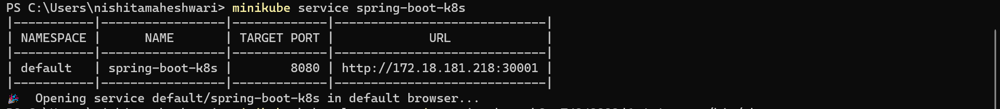 PS C:\Users\nishitamaheshwari> minikube service spring-boot-k8s
|-----------|-----------------|-------------|-----------------------------|
| NAMESPACE |      NAME       | TARGET PORT |             URL             |
|-----------|-----------------|-------------|-----------------------------|
| default   | spring-boot-k8s |        8080 | http://172.18.181.218:30001 |
|-----------|-----------------|-------------|-----------------------------|
🎉  Opening service default/spring-boot-k8s in default browser...